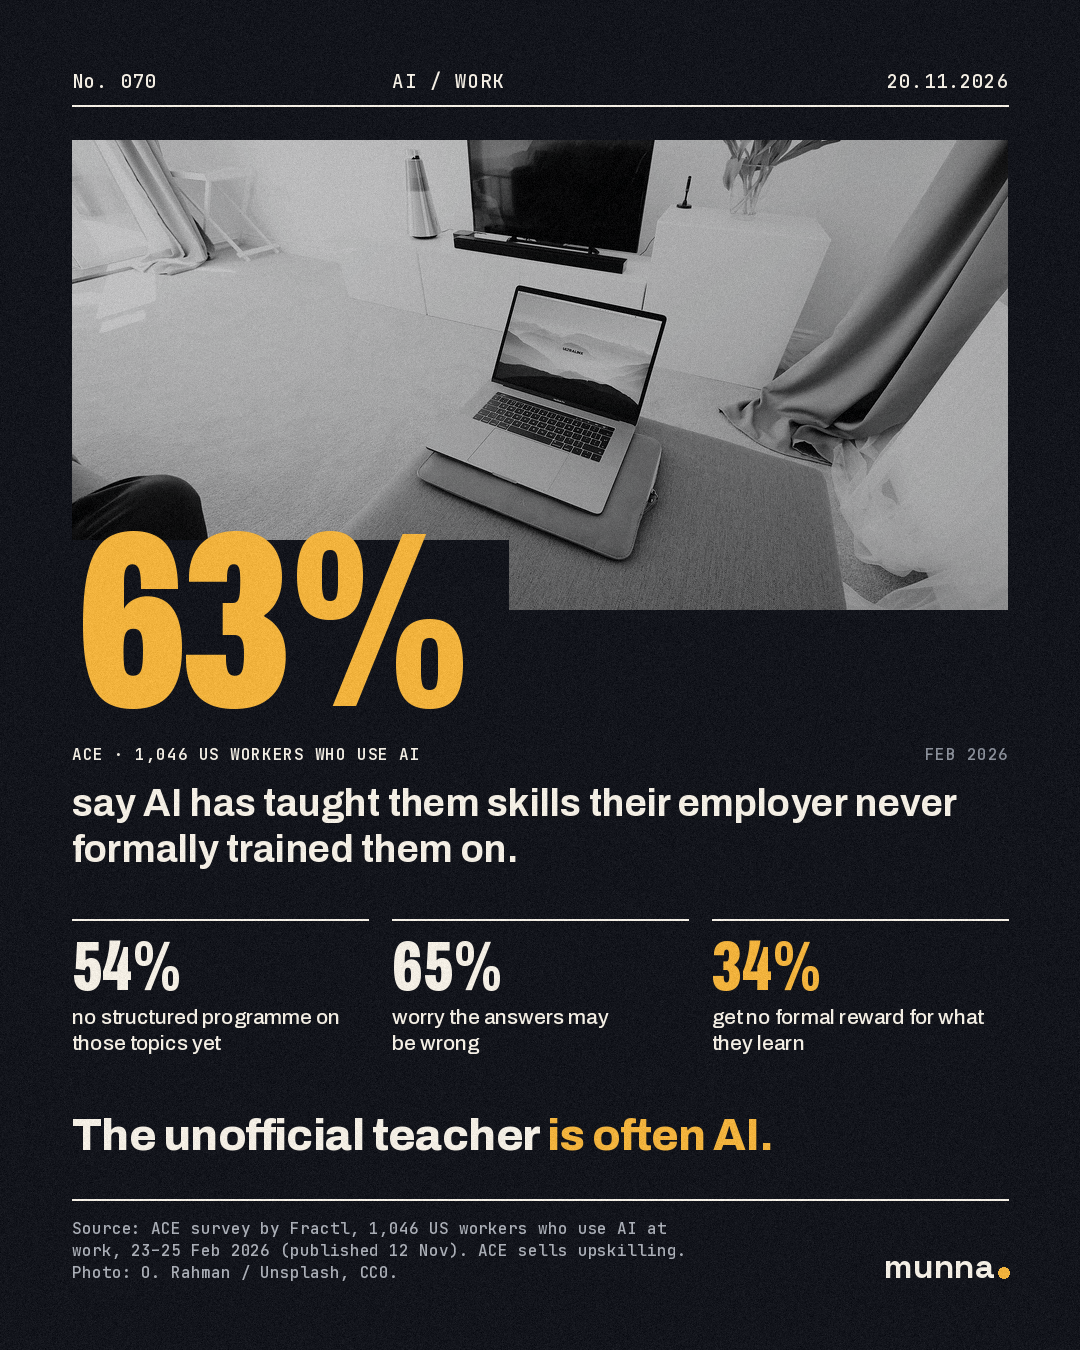 No. 070
AI / WORK
20.11.2026
63%
ACE · 1,046 US WORKERS WHO USE AI
FEB 2026
say AI has taught them skills their employer never
formally trained them on.
54%
no structured programme on
those topics yet
65%
worry the answers may
be wrong
34%
get no formal reward for what
they learn
The unofficial teacher is often AI.
Source: ACE survey by Fractl, 1,046 US workers who use AI at
work, 23–25 Feb 2026 (published 12 Nov). ACE sells upskilling.
Photo: O. Rahman / Unsplash, CC0.
munna.